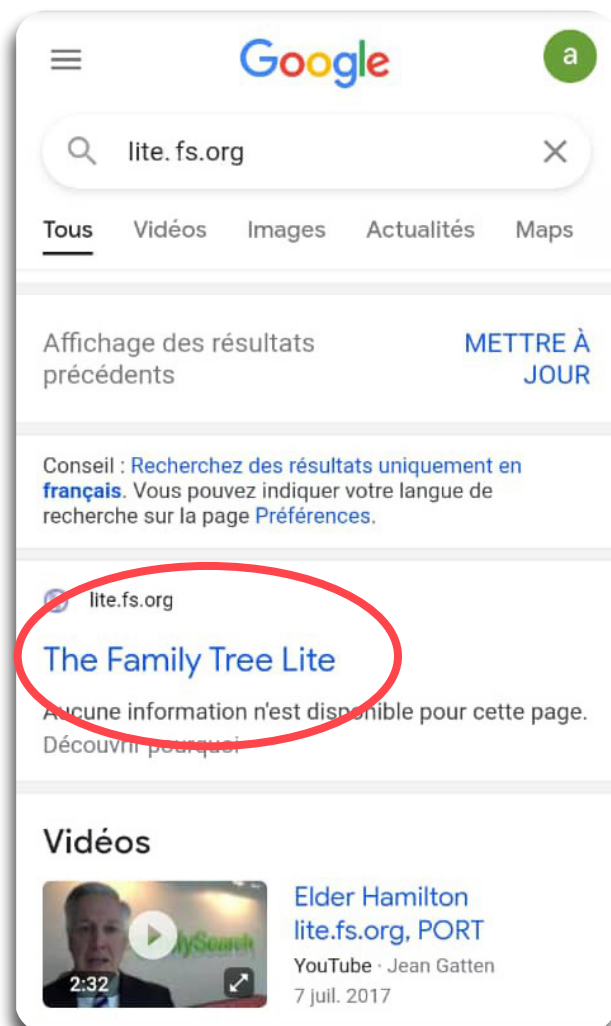 Google
a
lite. fs.org
Tous Vidéos Images Actualités Maps
Affichage des résultats
précédents
METTRE À
JOUR
Conseil : Recherchez des résultats uniquement en
français. Vous pouvez indiquer votre langue de
recherche sur la page Préférences.
lite.fs.org
The Family Tree Lite
Aucune information n'est disponible pour cette page.
Découvrir pourquoi
Vidéos
lySearch
2:32
Elder Hamilton
lite.fs.org, PORT
YouTube · Jean Gatten
7 juil. 2017